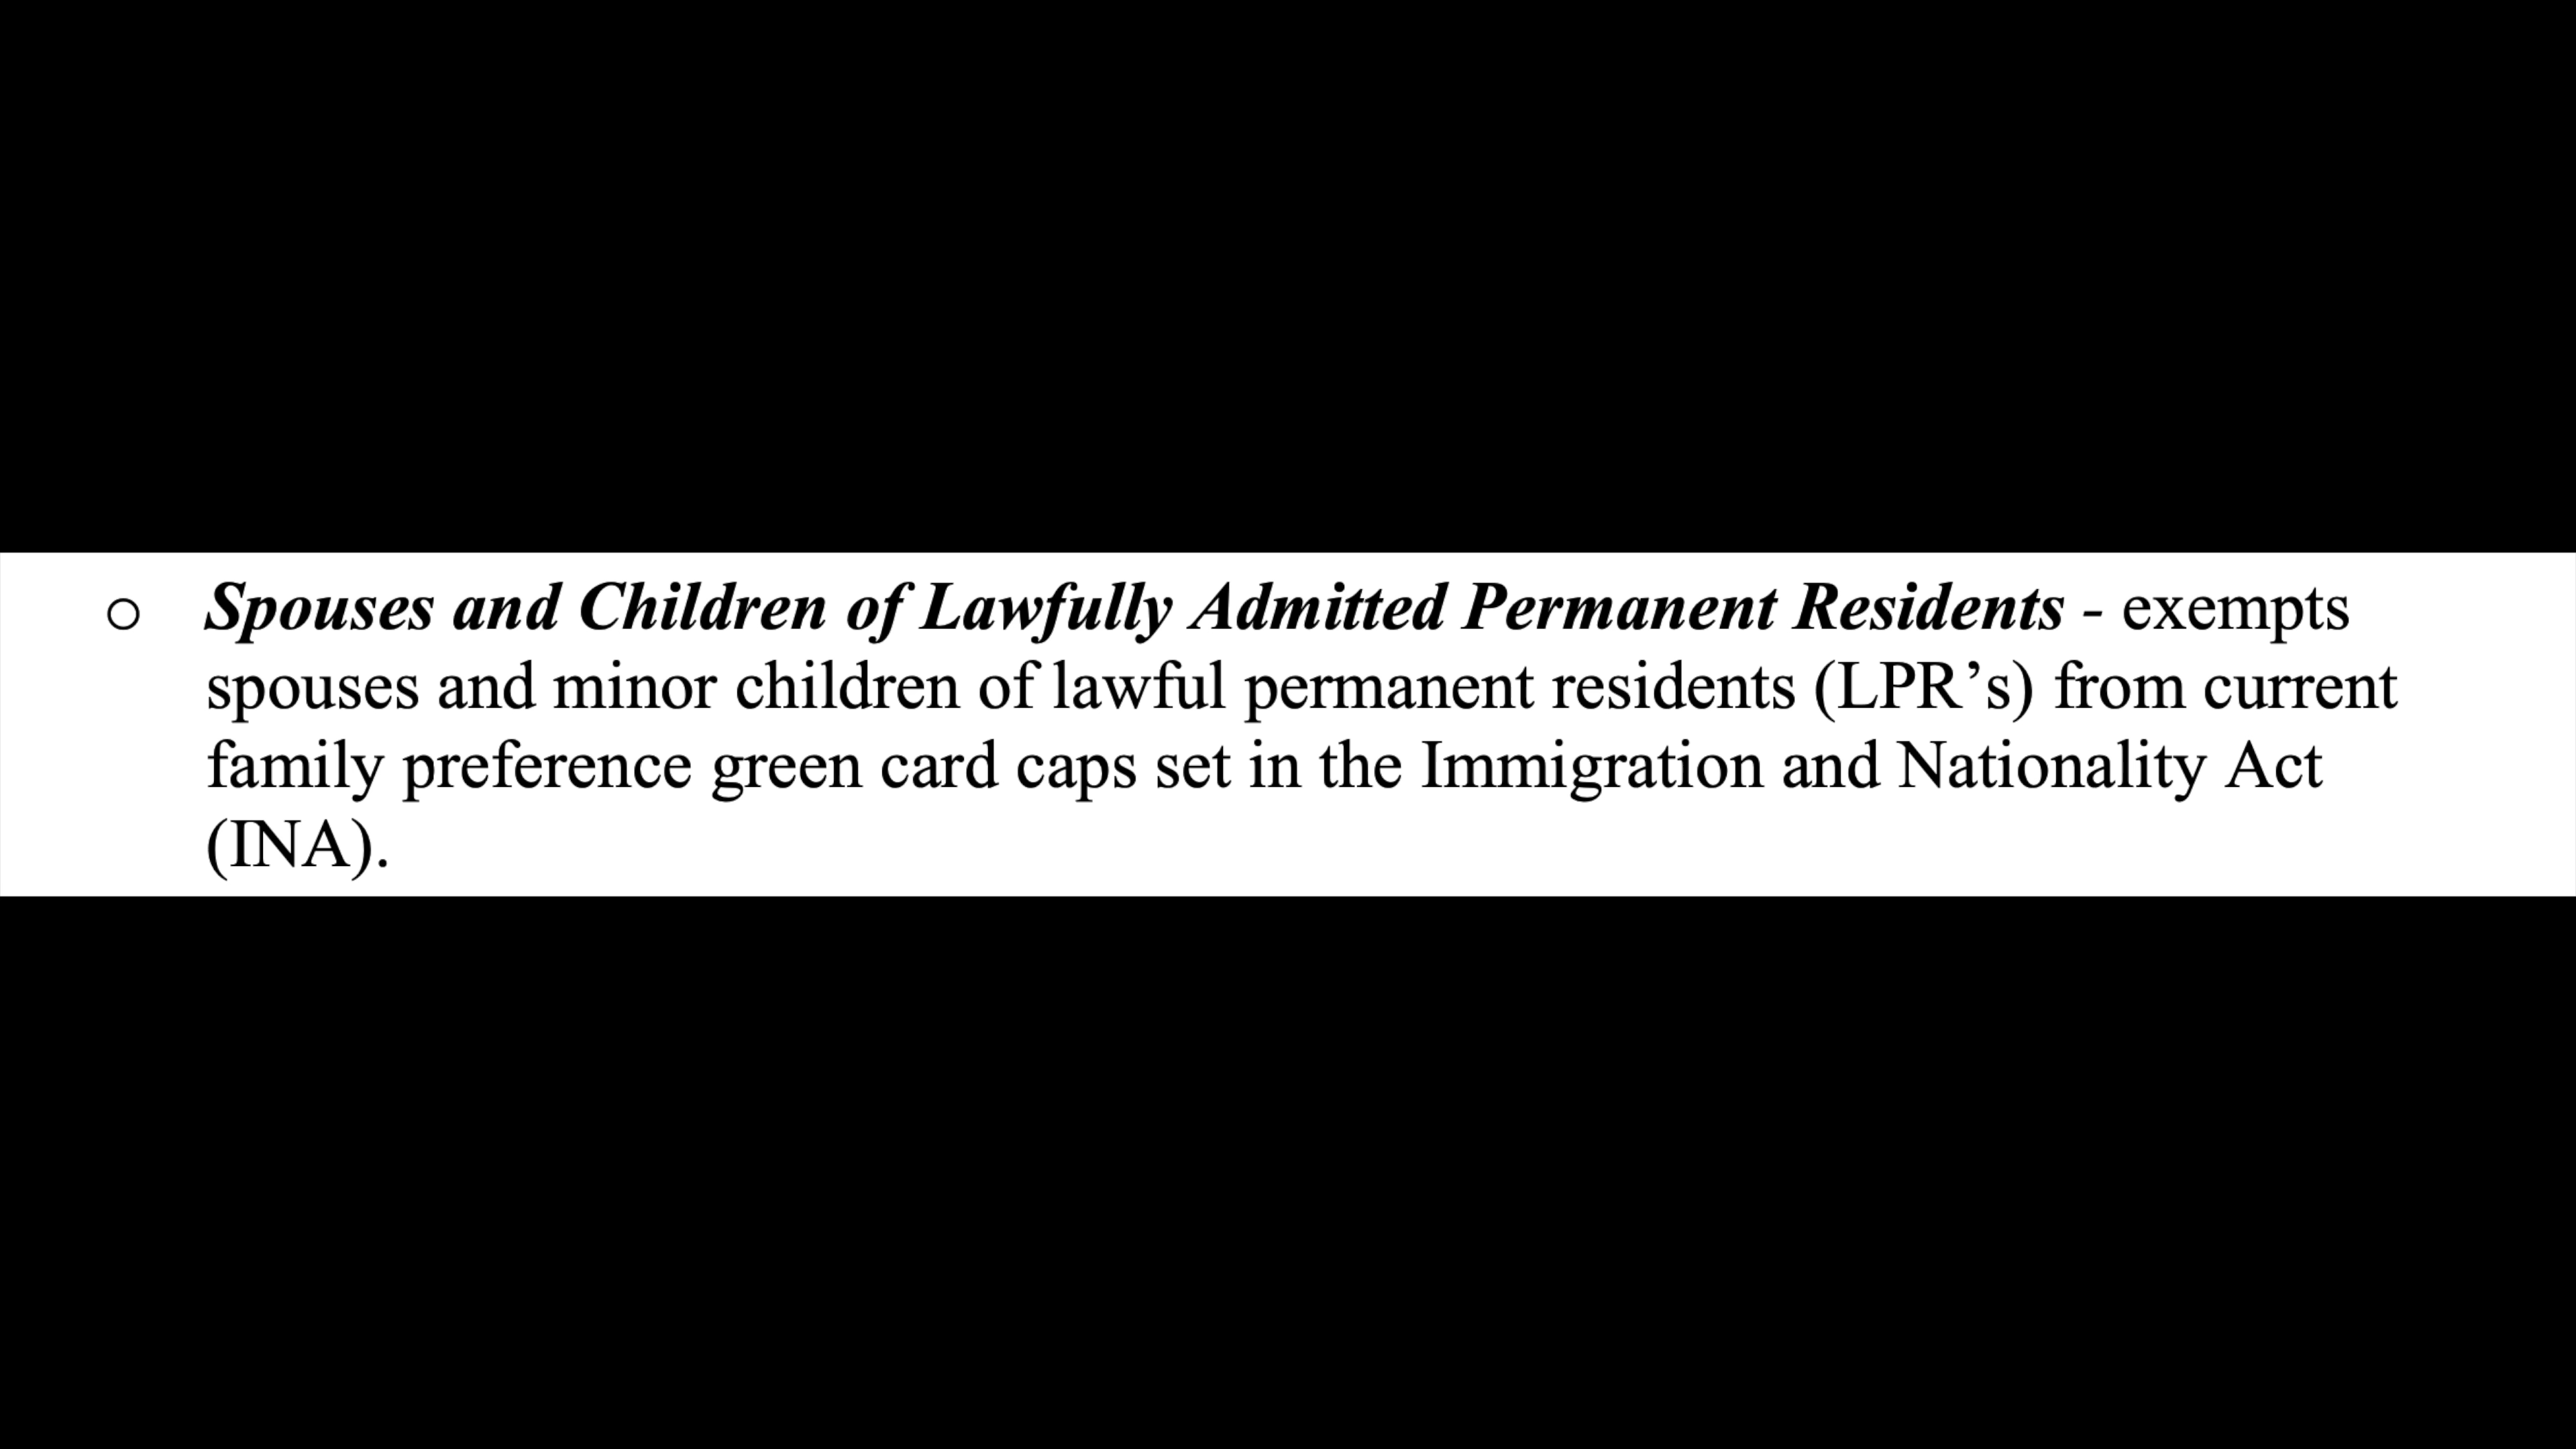 ○ Spouses and Children of Lawfully Admitted Permanent Residents - exempts
spouses and minor children of lawful permanent residents (LPR’s) from current
family preference green card caps set in the Immigration and Nationality Act
(INA).